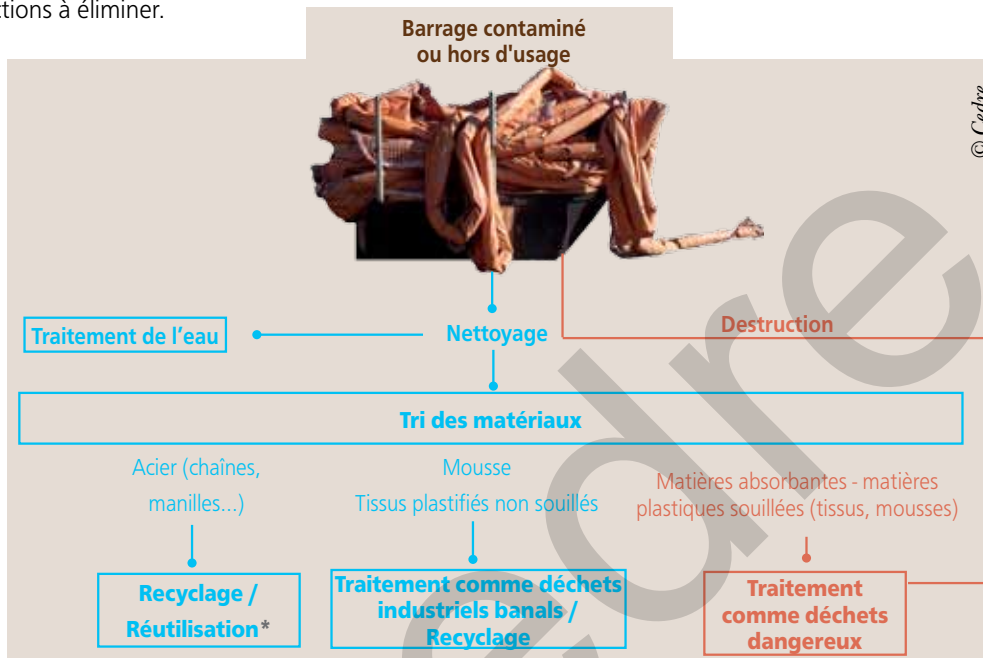 ctions à éliminer.
Barrage contaminé
ou hors d'usage
© Cedre
Traitement de l'eau
Nettoyage
Destruction
Tri des matériaux
Acier (chaînes,
manilles...)
Mousse
Tissus plastifiés non souillés
Matières absorbantes - matières
plastiques souillées (tissus, mousses)
Recyclage /
Réutilisation*
Traitement comme déchets
industriels banals /
Recyclage
Traitement
comme déchets
dangereux
edre